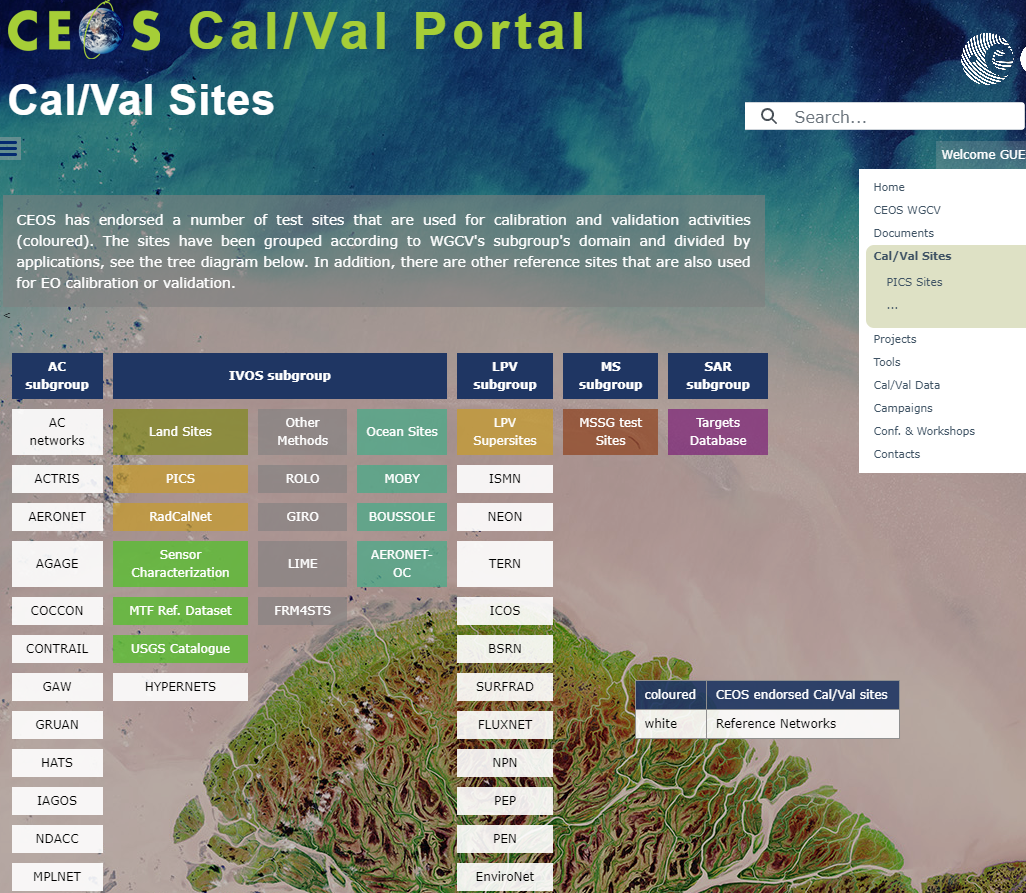 CEOS Cal/Val Portal
Cal/Val Sites
Search...
Welcome GUE
Home
CEOS WGCV
Documents
Cal/Val Sites
PICS Sites
...
Projects
Tools
Cal/Val Data
Campaigns
Conf. & Workshops
Contacts
CEOS has endorsed a number of test sites that are used for calibration and validation activities
(coloured). The sites have been grouped according to WGCV's subgroup's domain and divided by
applications, see the tree diagram below. In addition, there are other reference sites that are also used
for EO calibration or validation.
<
AC
subgroup
IVOS subgroup
LPV
subgroup
MS
subgroup
SAR
subgroup
AC
networks
Land Sites
Other
Methods
Ocean Sites
LPV
Supersites
MSSG test
Sites
Targets
Database
ACTRIS
PICS
ROLO
MOBY
ISMN
AERONET
RadCalNet
GIRO
BOUSSOLE
NEON
AGAGE
Sensor
Characterization
LIME
AERONET-
OC
TERN
COCCON
MTF Ref. Dataset
FRM4STS
ICOS
CONTRAIL
USGS Catalogue
BSRN
GAW
HYPERNETS
SURFRAD
GRUAN
FLUXNET
HATS
NPN
IAGOS
PEP
NDACC
PEN
MPLNET
EnviroNet
coloured
CEOS endorsed Cal/Val sites
white
Reference Networks